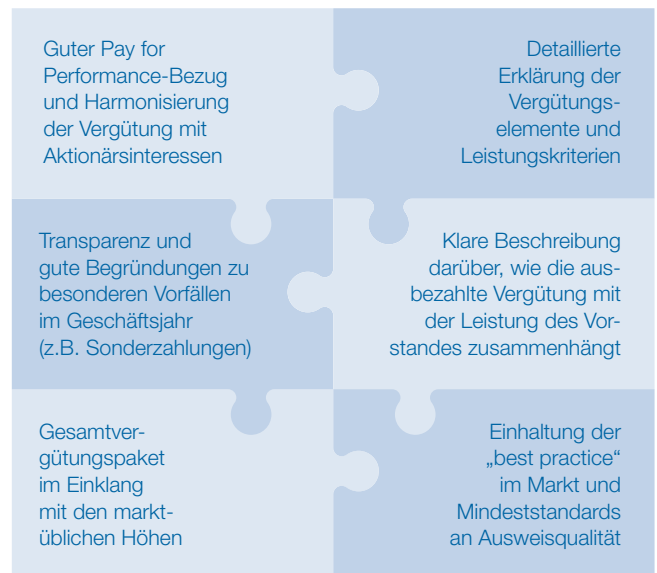 Guter Pay for
Performance-Bezug
und Harmonisierung
der Vergütung mit
Aktionärsinteressen
Detaillierte
Erklärung der
Vergütungs-
elemente und
Leistungskriterien
Transparenz und
gute Begründungen zu
besonderen Vorfällen
im Geschäftsjahr
(z.B. Sonderzahlungen)
Klare Beschreibung
darüber, wie die aus-
bezahlte Vergütung mit
der Leistung des Vor-
standes zusammenhängt
Gesamtver-
gütungspaket
im Einklang
mit den markt-
üblichen Höhen
Einhaltung der
„best practice“
im Markt und
Mindeststandards
an Ausweisqualität